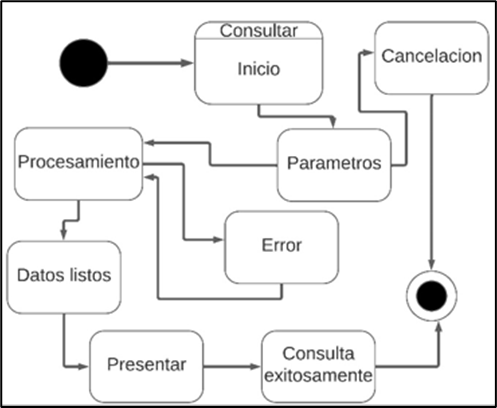 Consultar
Inicio
Cancelacion
Procesamiento
Parametros
Error
Datos listos
Presentar
Consulta
exitosamente